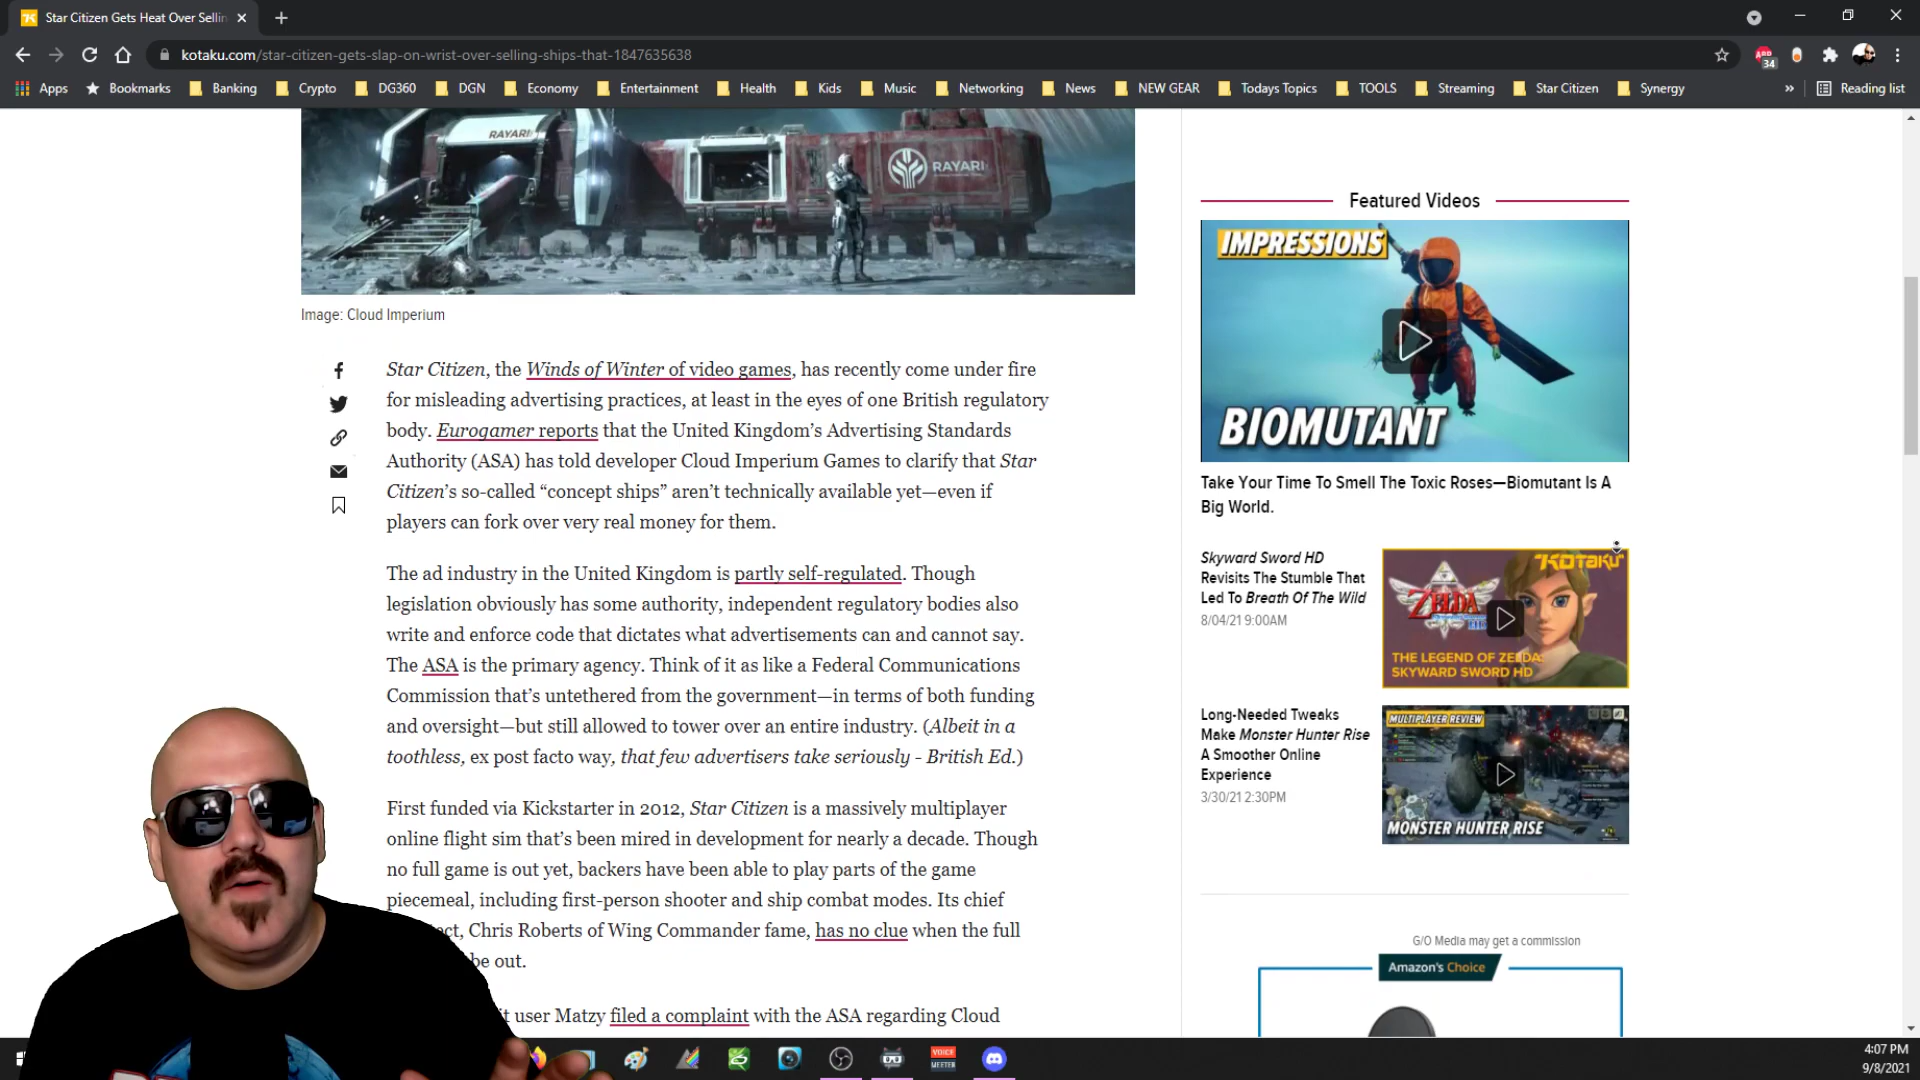 Star Citizen Gets Heat Over Sellin
kotaku.com/star-citizen-gets-slap-on-wrist-over-selling-ships-that-1847635638
ABP
34
Apps
Bookmarks
Banking
Crypto
DG360
DGN
Economy
Entertainment
Health
Kids
Music
Networking
News
NEW GEAR
Todays Topics
TOOLS
Streaming
Star Citizen
Synergy
»
Reading list
RAYARI
RAYARI
Image: Cloud Imperium
Star Citizen, the Winds of Winter of video games, has recently come under fire
for misleading advertising practices, at least in the eyes of one British regulatory
body. Eurogamer reports that the United Kingdom’s Advertising Standards
Authority (ASA) has told developer Cloud Imperium Games to clarify that Star
Citizen’s so-called “concept ships” aren’t technically available yet—even if
players can fork over very real money for them.
The ad industry in the United Kingdom is partly self-regulated. Though
legislation obviously has some authority, independent regulatory bodies also
write and enforce code that dictates what advertisements can and cannot say.
The ASA is the primary agency. Think of it as like a Federal Communications
Commission that’s untethered from the government—in terms of both funding
and oversight—but still allowed to tower over an entire industry. (Albeit in a
toothless, ex post facto way, that few advertisers take seriously - British Ed.)
First funded via Kickstarter in 2012, Star Citizen is a massively multiplayer
online flight sim that’s been mired in development for nearly a decade. Though
no full game is out yet, backers have been able to play parts of the game
piecemeal, including first-person shooter and ship combat modes. Its chief
ct, Chris Roberts of Wing Commander fame, has no clue when the full
be out.
t user Matzy filed a complaint with the ASA regarding Cloud
Featured Videos
IMPRESSIONS
BIOMUTANT
Take Your Time To Smell The Toxic Roses—Biomutant Is A
Big World.
Skyward Sword HD
Revisits The Stumble That
Led To Breath Of The Wild
8/04/21 9:00AM
KOTAKU
ZELDA
HD
THE LEGEND OF ZELDA:
SKYWARD SWORD HD
Long-Needed Tweaks
Make Monster Hunter Rise
A Smoother Online
Experience
3/30/21 2:30PM
MULTIPLAYER REVIEW
MONSTER HUNTER RISE
G/O Media may get a commission
Amazon's Choice
VOICE
MEETER
4:07 PM
9/8/2021